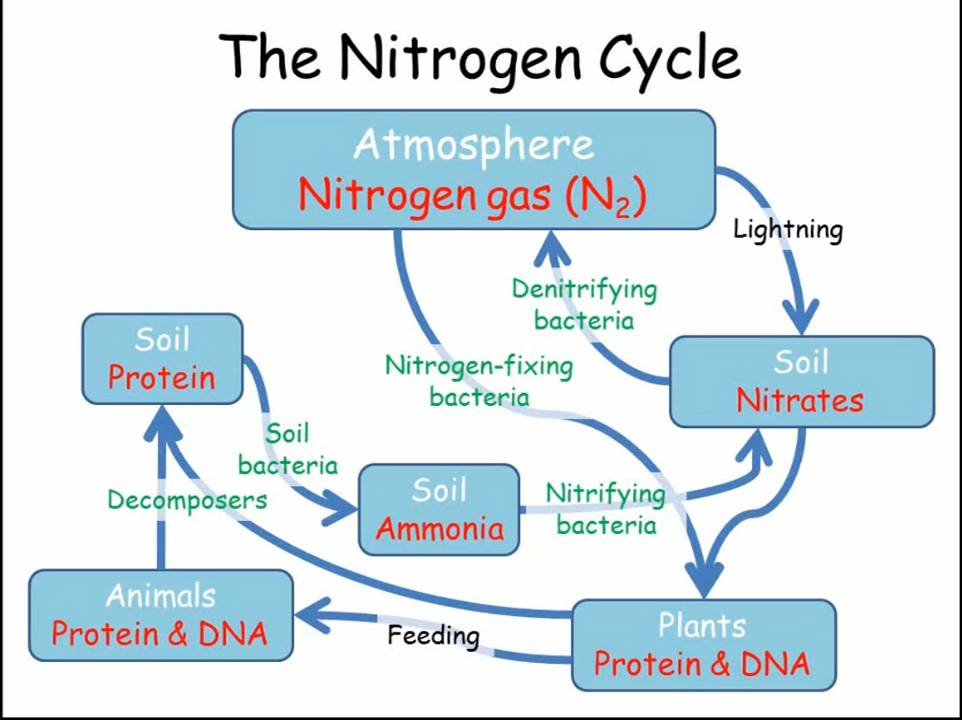 The Nitrogen Cycle
Atmosphere
Nitrogen gas (N₂)
Lightning
Denitrifying
bacteria
Nitrogen-fixing
bacteria
Soil
Protein
Soil
Nitrates
Soil
bacteria
Decomposers
Soil
Ammonia
Nitrifying
bacteria
Animals
Protein & DNA
Feeding
Plants
Protein & DNA